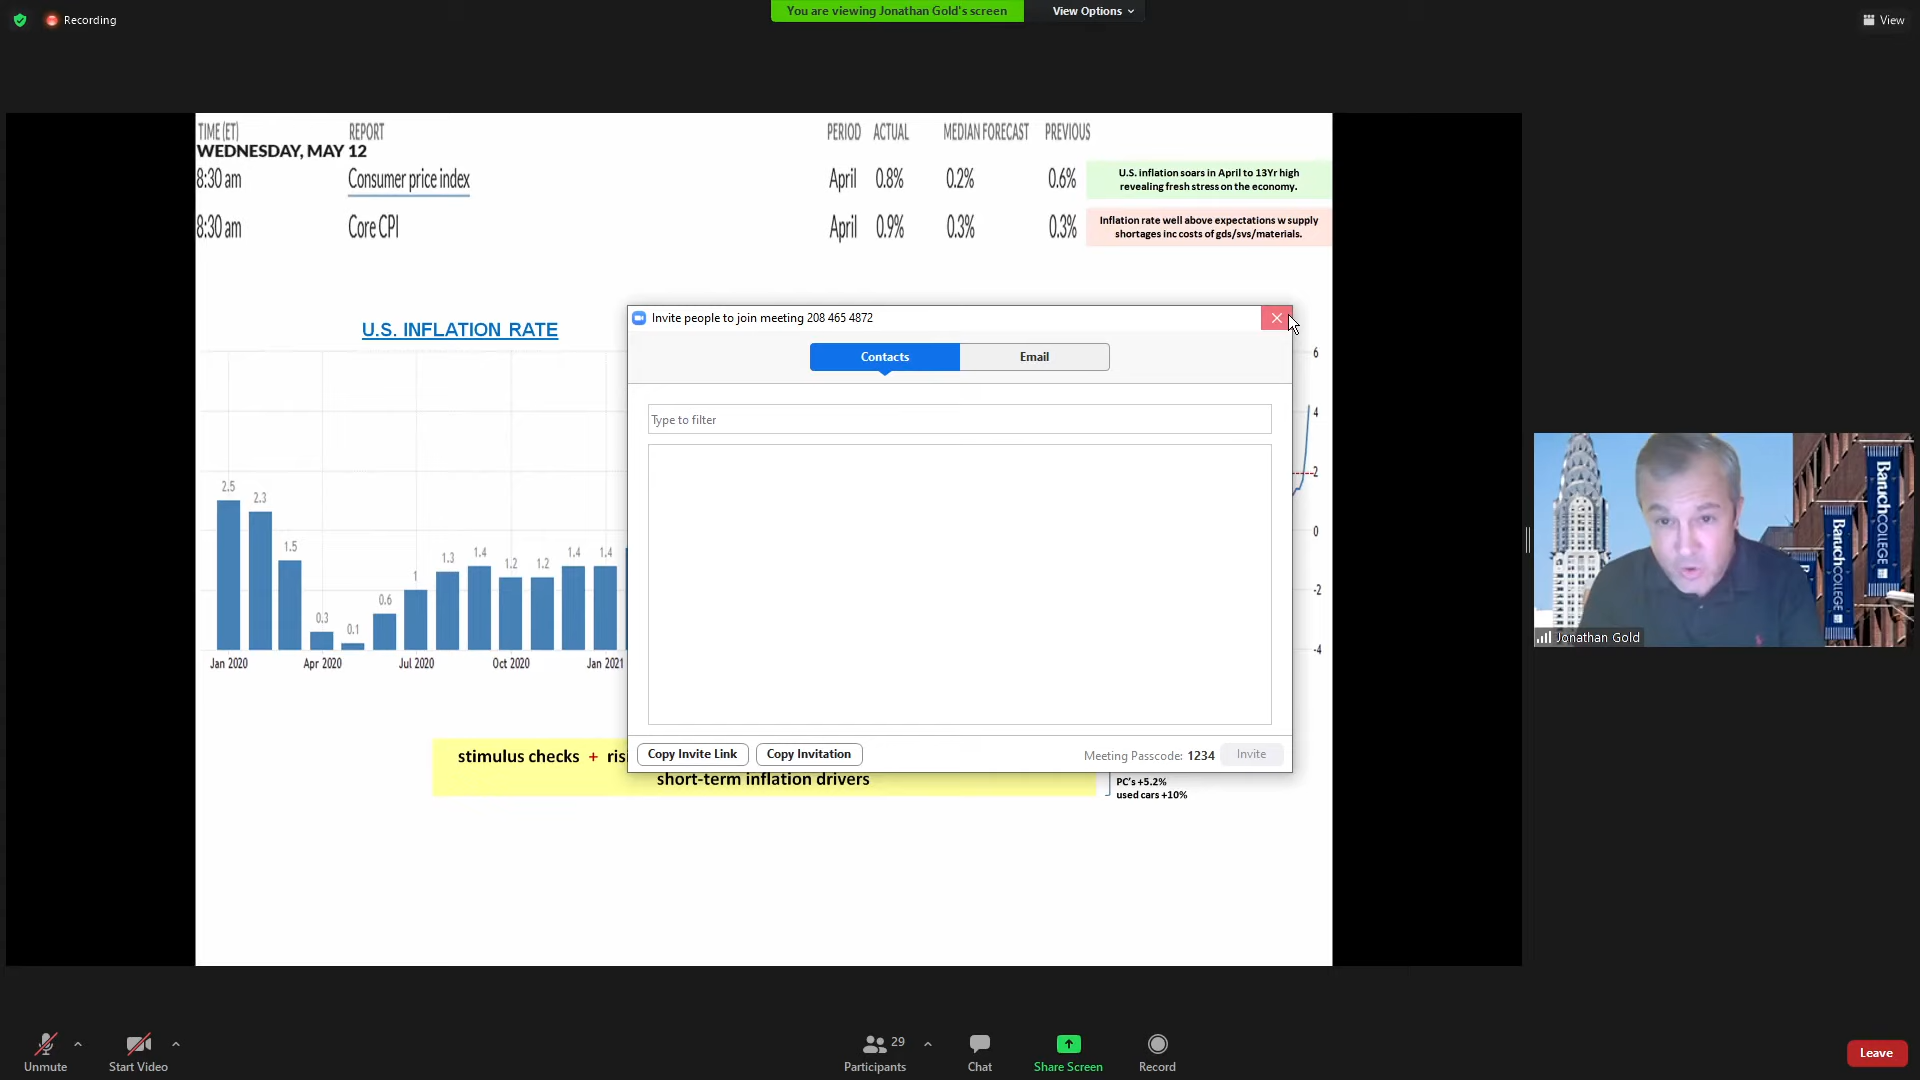 Recording
You are viewing Jonathan Gold's screen
View Options
View
TIME (ET) REPORT PERIOD ACTUAL MEDIAN FORECAST PREVIOUS
WEDNESDAY, MAY 12
8:30 am Consumer price index April 0.8% 0.2% 0.6%
U.S. inflation soars in April to 13Yr high
revealing fresh stress on the economy.
8:30 am Core CPI April 0.9% 0.3% 0.3%
Inflation rate well above expectations w supply
shortages inc costs of gds/svs/materials.
U.S. INFLATION RATE
2.5
2.3
1.5
0.3
0.1
0.6
1
1.3
1.4
1.2
1.2
1.4
1.4
Jan 2020 Apr 2020 Jul 2020 Oct 2020 Jan 2021
6
4
2
0
-2
-4
Invite people to join meeting 208 465 4872
Contacts Email
Type to filter
Copy Invite Link Copy Invitation Meeting Passcode: 1234 Invite
stimulus checks + risi
short-term inflation drivers
PC's +5.2%
used cars +10%
Baruch COLLEGE
Baruch COLLEGE
Jonathan Gold
Unmute
Start Video
29
Participants
Chat
Share Screen
Record
Leave